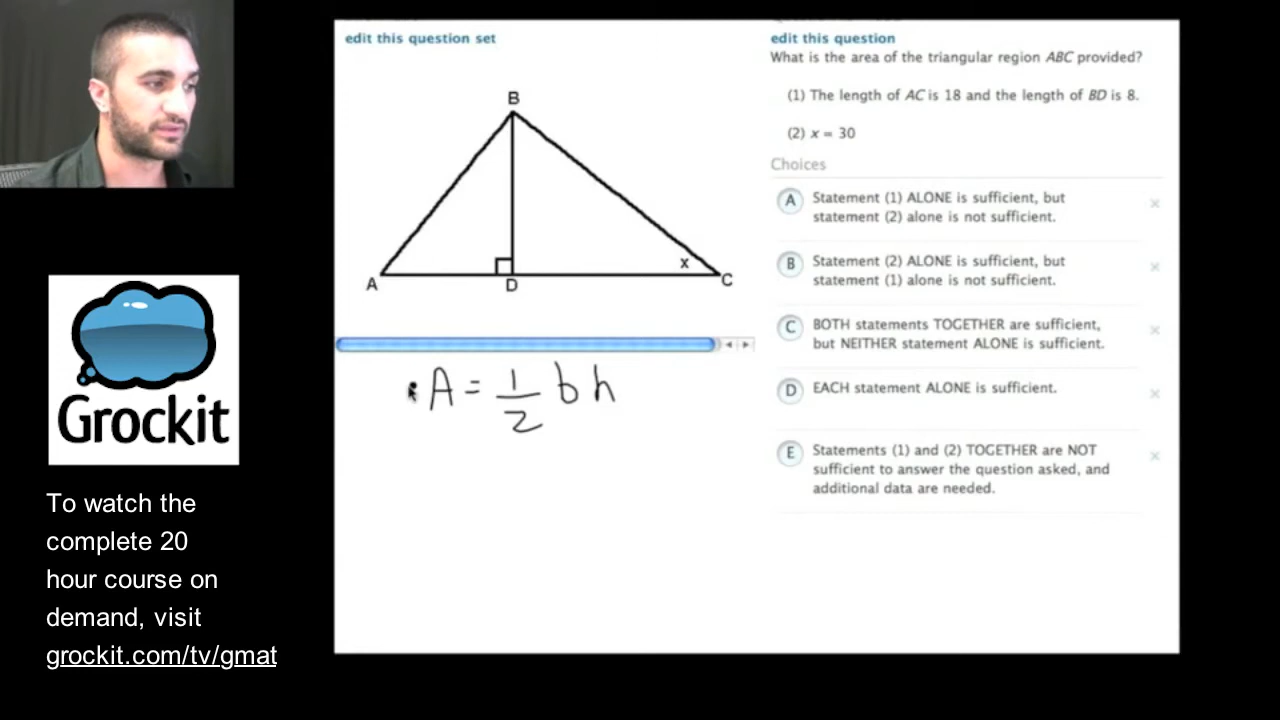 edit this question set
B
A
D
x
C
A = 1/2 bh
edit this question
What is the area of the triangular region ABC provided?
(1) The length of AC is 18 and the length of BD is 8.
(2) x = 30
Choices
A Statement (1) ALONE is sufficient, but
statement (2) alone is not sufficient.
B Statement (2) ALONE is sufficient, but
statement (1) alone is not sufficient.
C BOTH statements TOGETHER are sufficient,
but NEITHER statement ALONE is sufficient.
D EACH statement ALONE is sufficient.
E Statements (1) and (2) TOGETHER are NOT
sufficient to answer the question asked, and
additional data are needed.
Grockit
To watch the
complete 20
hour course on
demand, visit
grockit.com/tv/gmat